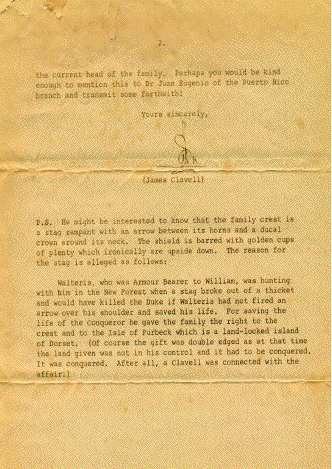 2.
the current head of the family. Perhaps you would be kind
enough to mention this to Dr Juan Eugenio of the Puerto Rico
branch and transmit some forthwith!
Yours sincerely,
(James Clavell)
P.S. He might be interested to know that the family crest is
a stag rampant with an arrow between its horns and a ducal
crown around its neck. The shield is barred with golden cups
of plenty which ironically are upside down. The reason for
the stag is alleged as follows:
Walteris, who was Armour Bearer to William, was hunting
with him in the New Forest when a stag broke out of a thicket
and would have killed the Duke if Walteris had not fired an
arrow over his shoulder and saved his life. For saving the
life of the Conqueror he gave the family the right to the
crest and to the Isle of Purbeck which is a land-locked island
of Dorset. (Of course the gift was double edged as at that time
the land given was not in his control and it had to be conquered.
It was conquered. After all, a Clavell was connected with the
affair.)